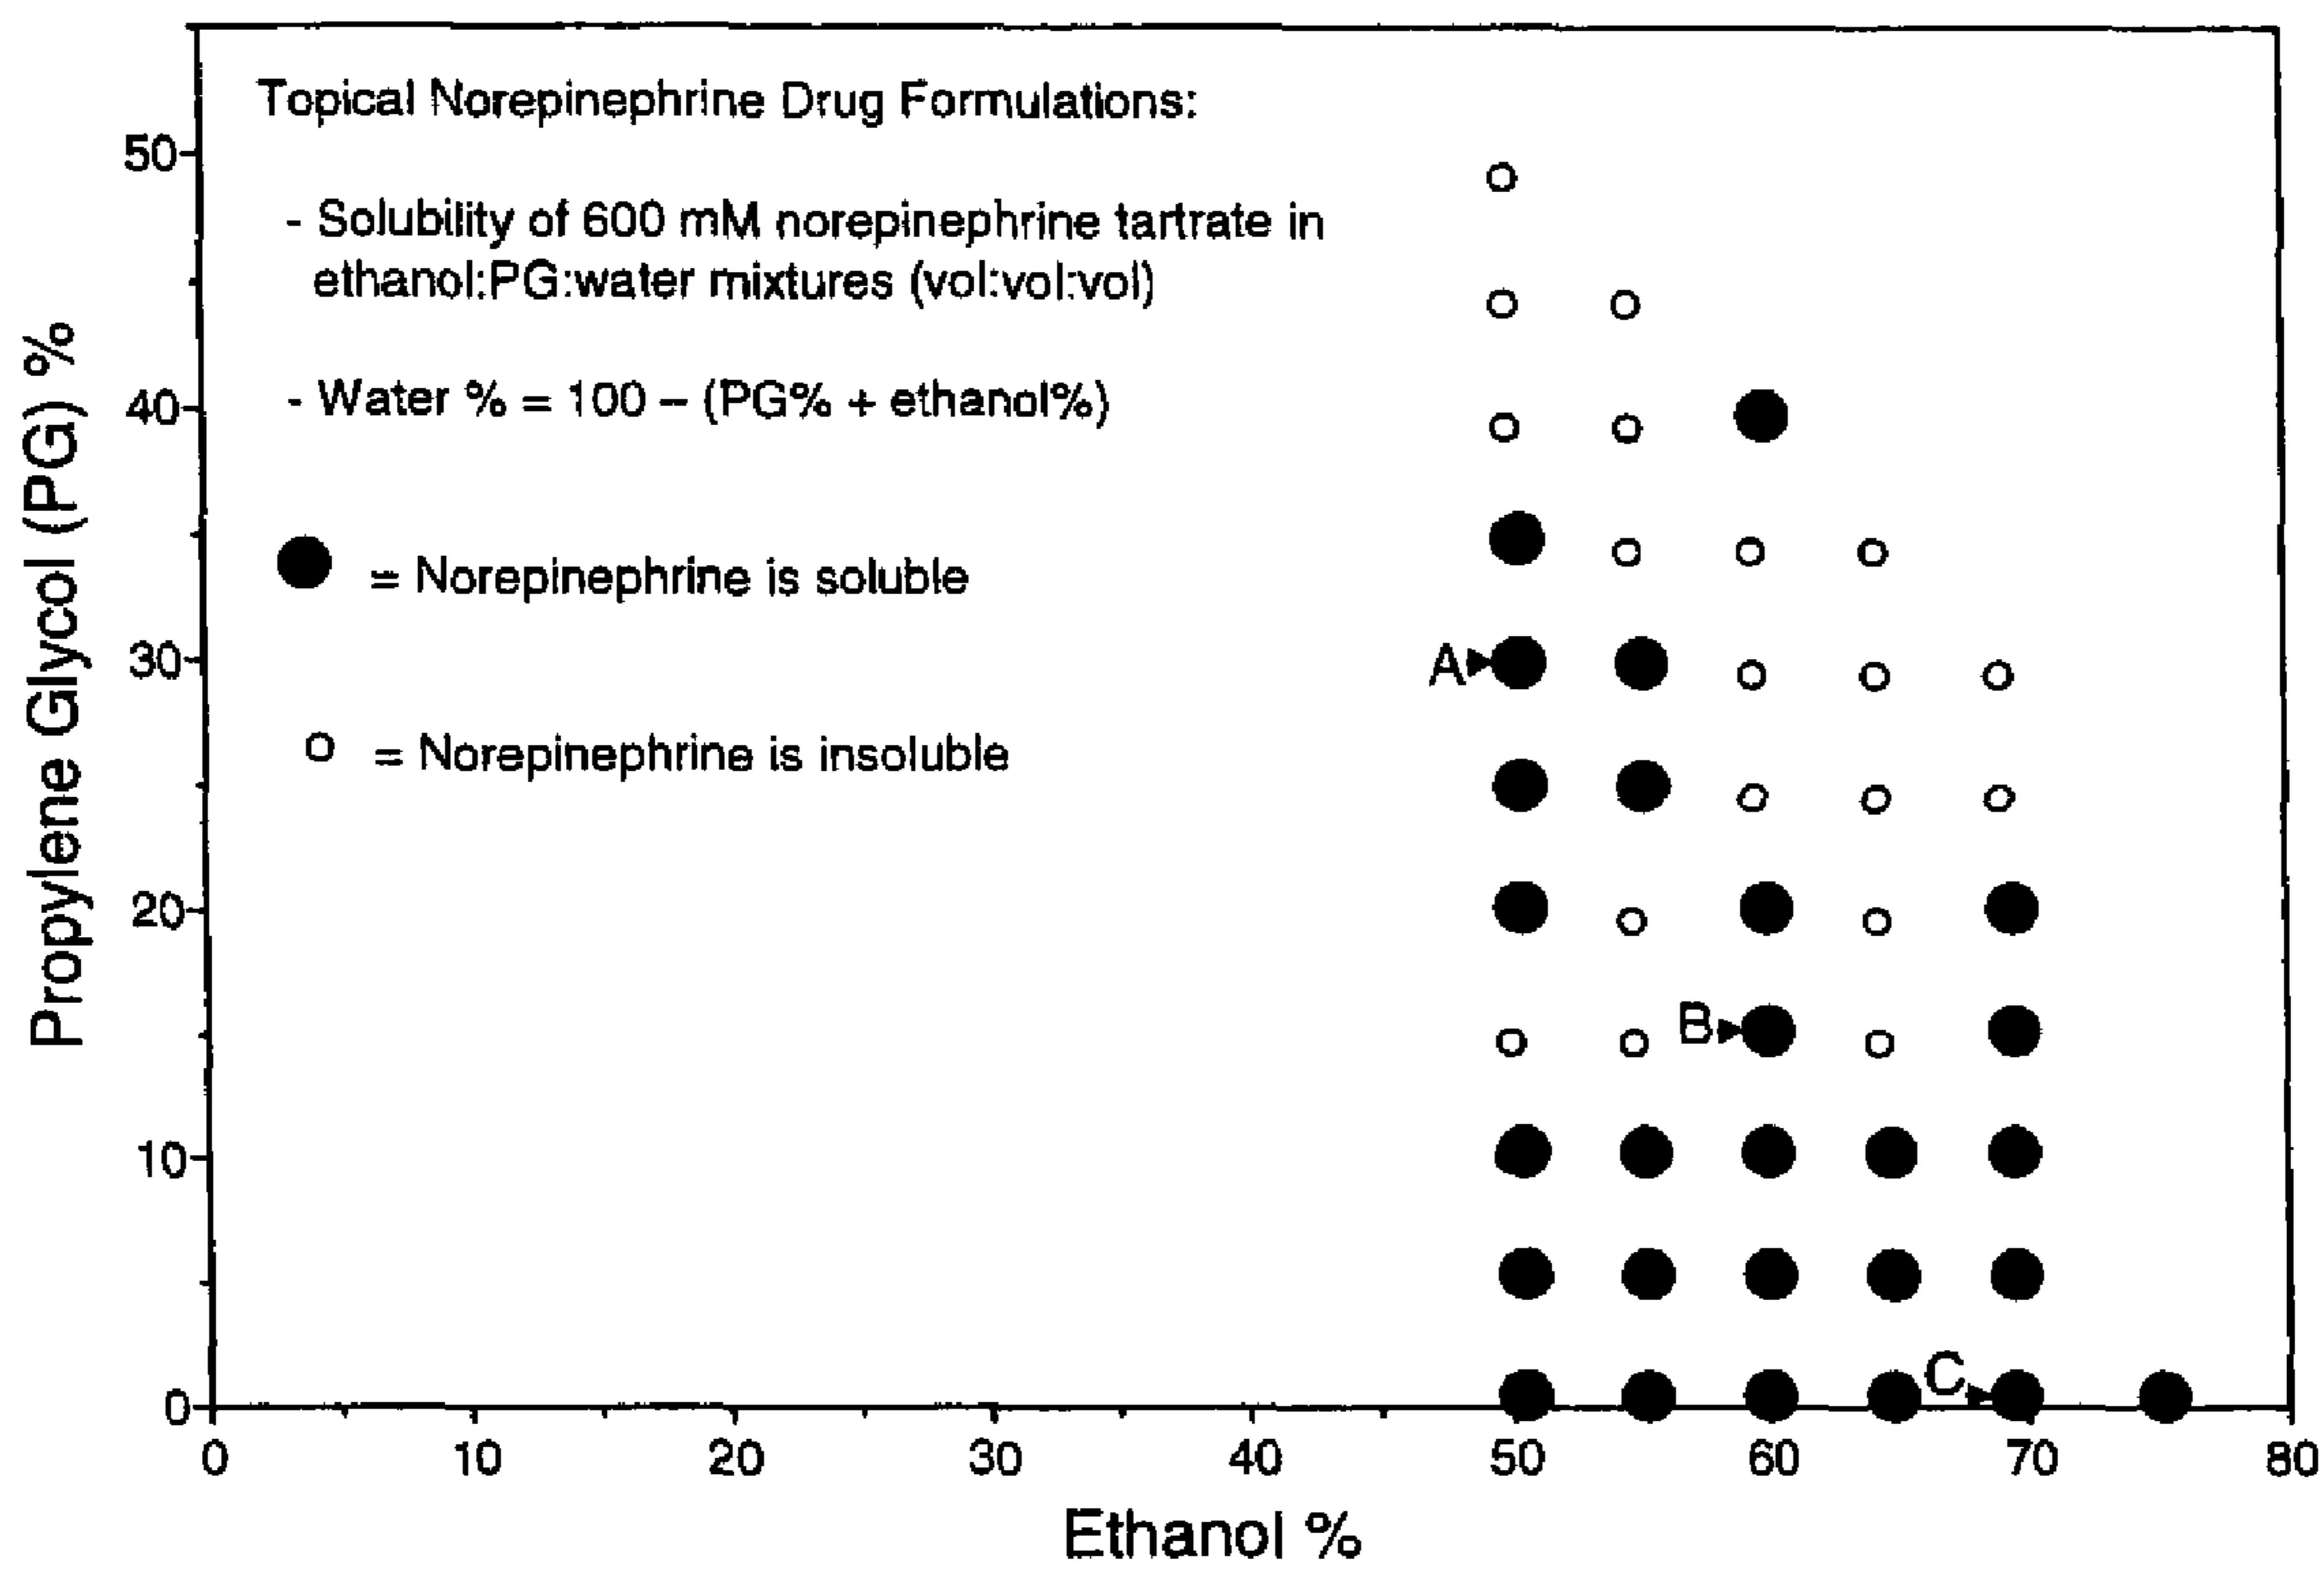 Topical Norepinephrine Drug Formulations:
- Solubility of 600 mM norepinephrine tartrate in
ethanol:PG:water mixtures (vol:vol:vol)
- Water % = 100 – (PG% + ethanol%)
= Norepinephrine is soluble
= Norepinephrine is insoluble
Propylene Glycol (PG) %
50
40
30
20
10
0
A
B
C
0 10 20 30 40 50 60 70 80
Ethanol %